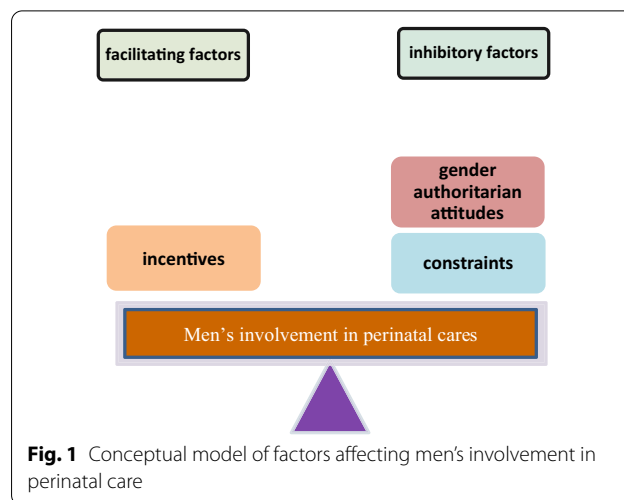 facilitating factors
inhibitory factors
gender
authoritarian
attitudes
incentives
constraints
Men’s involvement in perinatal cares
Fig. 1 Conceptual model of factors affecting men’s involvement in
perinatal care